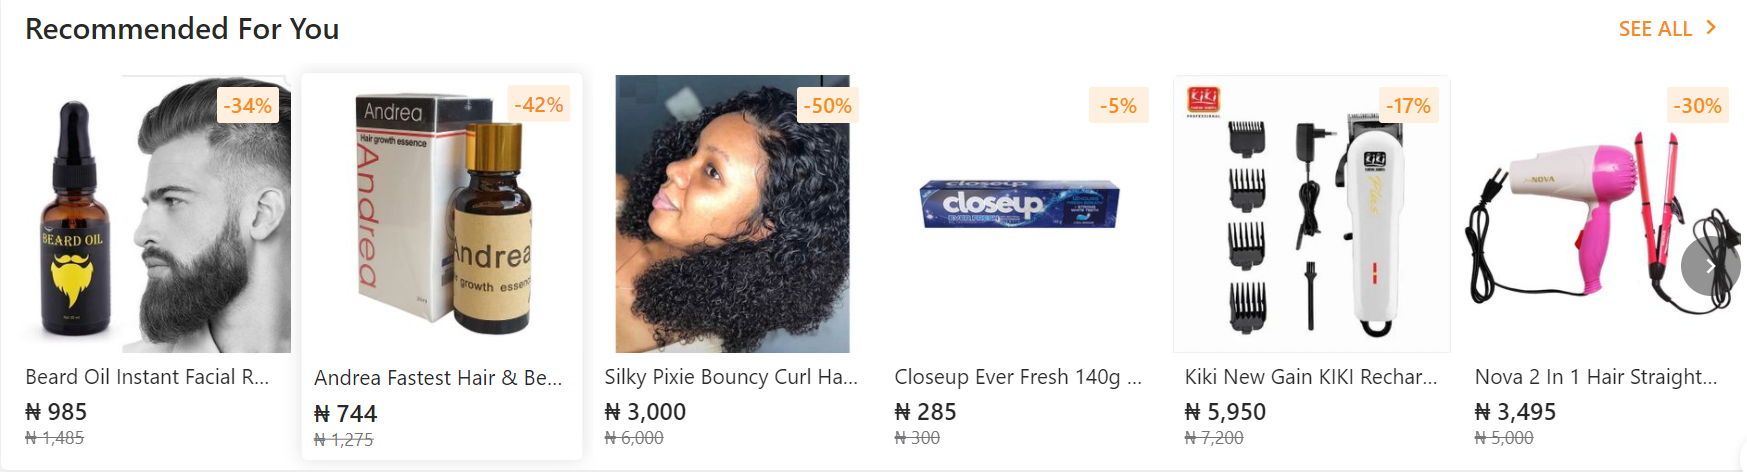 Recommended For You
SEE ALL
-34%
BEARD OIL
Beard Oil Instant Facial R...
₦ 985
₦ 1,485
-42%
Andrea
Hair growth essence
Andrea
Andrea
growth essence
Andrea Fastest Hair & Be...
₦ 744
₦ 1,275
-50%
Silky Pixie Bouncy Curl Ha...
₦ 3,000
₦ 6,000
-5%
closeup
EVER FRESH
Closeup Ever Fresh 140g ...
₦ 285
₦ 300
-17%
KiKi
PROFESSIONAL
KiKi
Plus
Kiki New Gain KIKI Rechar...
₦ 5,950
₦ 7,200
-30%
NOVA
Nova 2 In 1 Hair Straight...
₦ 3,495
₦ 5,000